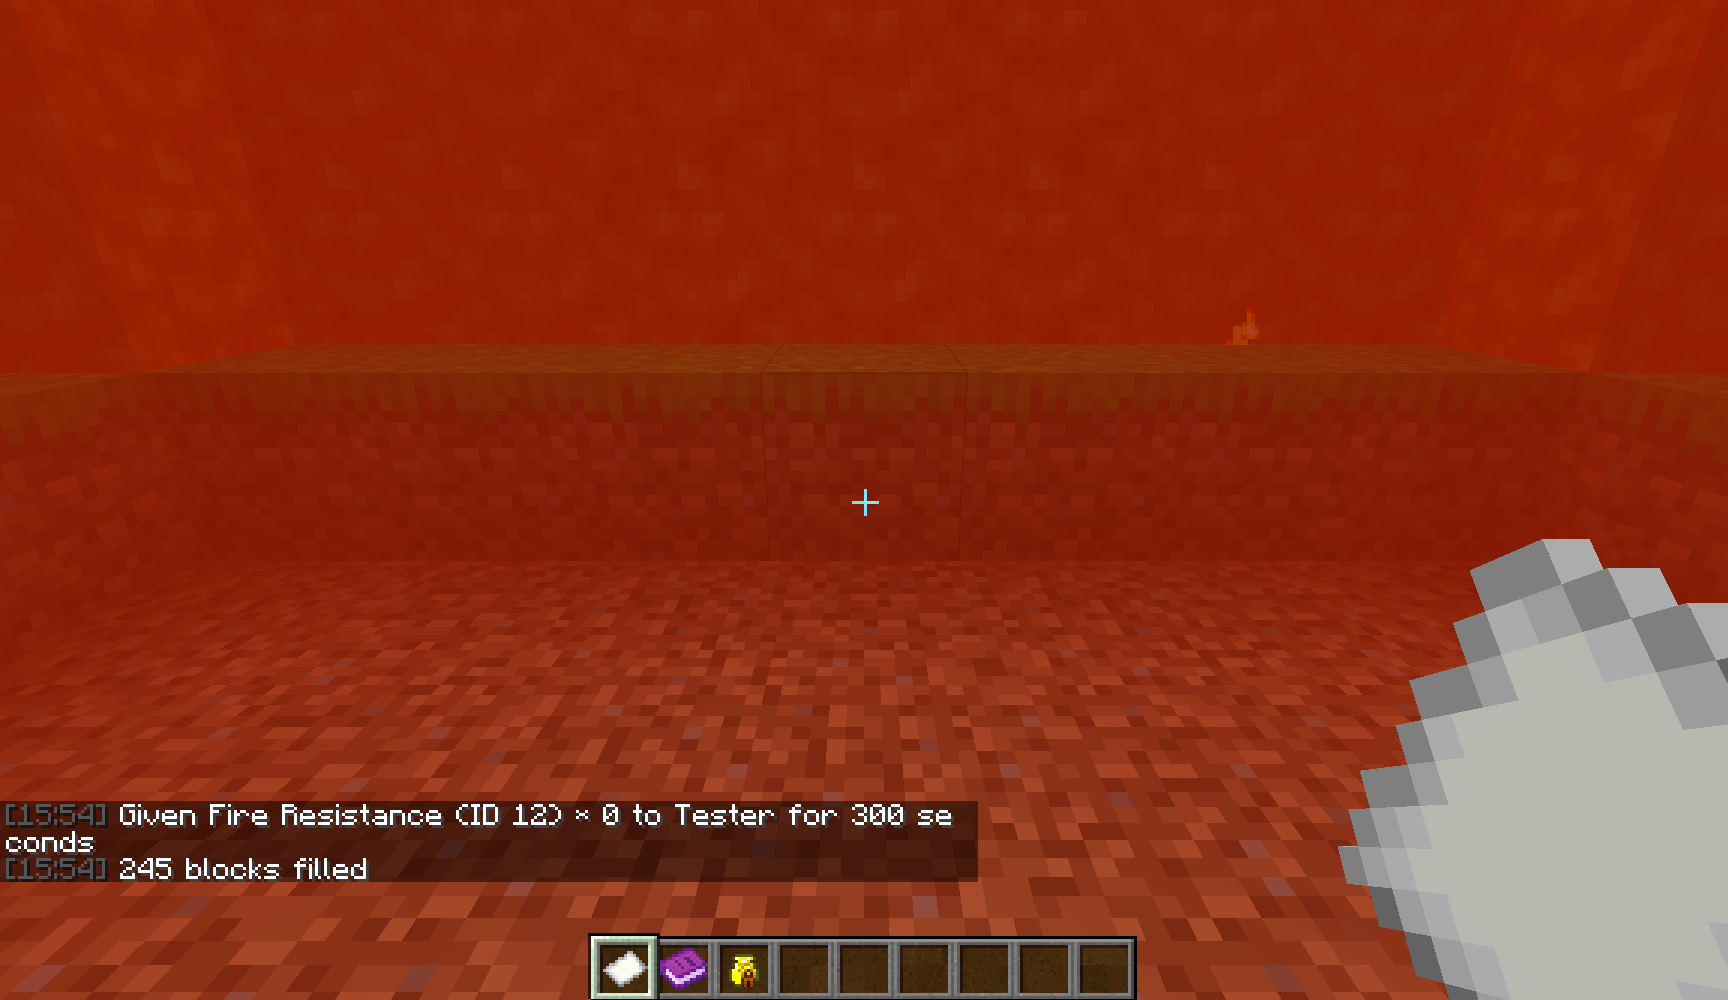 [15:54] Given Fire Resistance (ID 12) × 0 to Tester for 300 se
conds
[15:54] 245 blocks filled